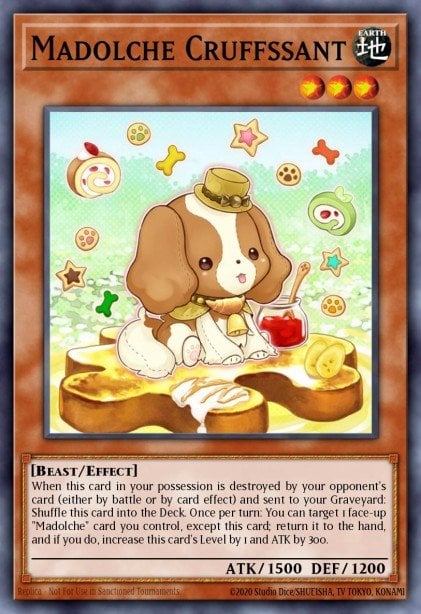 Madolche Cruffssant
EARTH
地
[Beast/Effect]
When this card in your possession is destroyed by your opponent's
card (either by battle or by card effect) and sent to your Graveyard:
Shuffle this card into the Deck. Once per turn: You can target 1 face-up
"Madolche" card you control, except this card; return it to the hand,
and if you do, increase this card's Level by 1 and ATK by 300.
ATK/1500 DEF/1200
Replica - Not For Use in Sanctioned Tournaments
©2020 Studio Dice/SHUEISHA, TV TOKYO, KONAMI